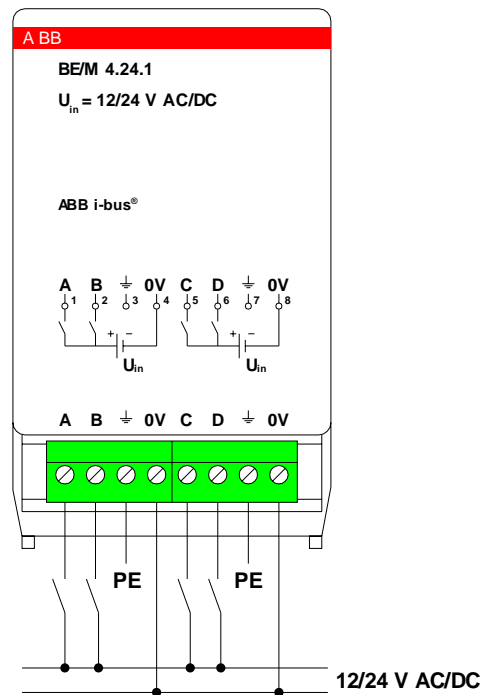 ABB
BE/M 4.24.1
Uin = 12/24 V AC/DC
ABB i-bus®
A B 0V C D 0V
1 2 3 4 5 6 7 8
+ − + −
Uin Uin
A B 0V C D 0V
PE PE
12/24 V AC/DC